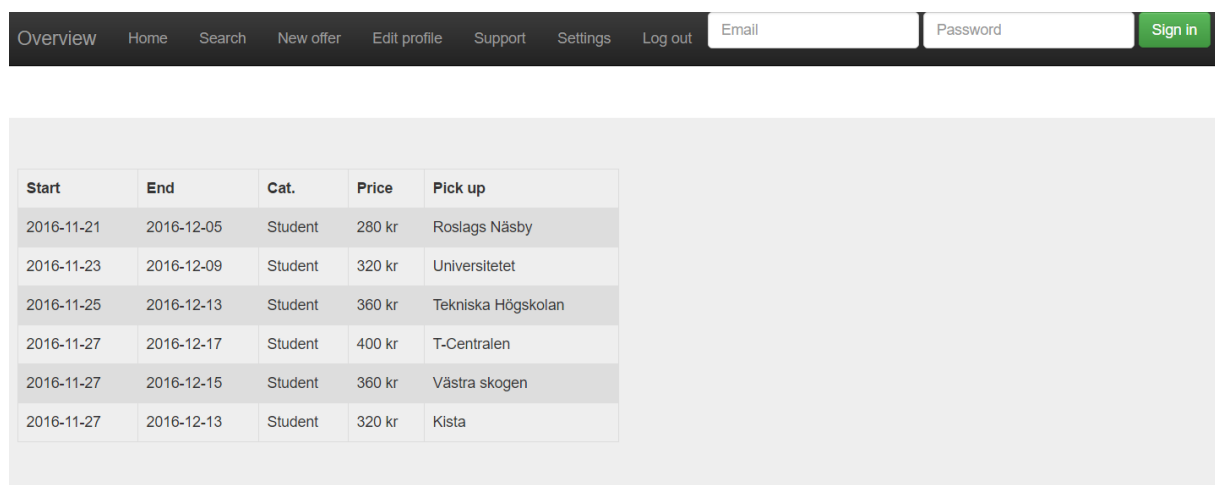 Overview Home Search New offer Edit profile Support Settings Log out Email Password Sign in
Start End Cat. Price Pick up
2016-11-21 2016-12-05 Student 280 kr Roslags Näsby
2016-11-23 2016-12-09 Student 320 kr Universitetet
2016-11-25 2016-12-13 Student 360 kr Tekniska Högskolan
2016-11-27 2016-12-17 Student 400 kr T-Centralen
2016-11-27 2016-12-15 Student 360 kr Västra skogen
2016-11-27 2016-12-13 Student 320 kr Kista